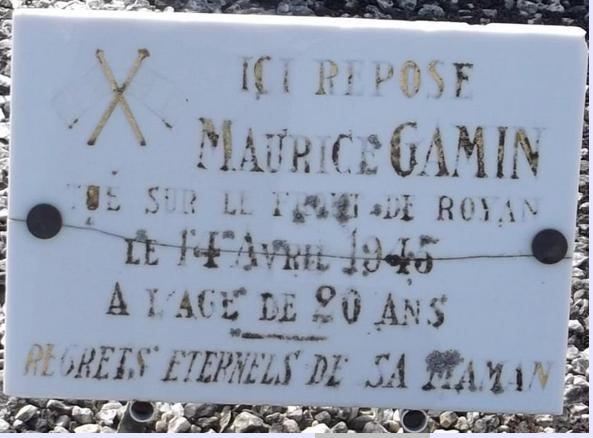 ICI REPOSE
MAURICE GAMIN
TUÉ SUR LE FRONT DE ROYAN
LE 14 AVRIL 1945
A L'AGE DE 20 ANS
REGRETS ETERNELS DE SA MAMAN